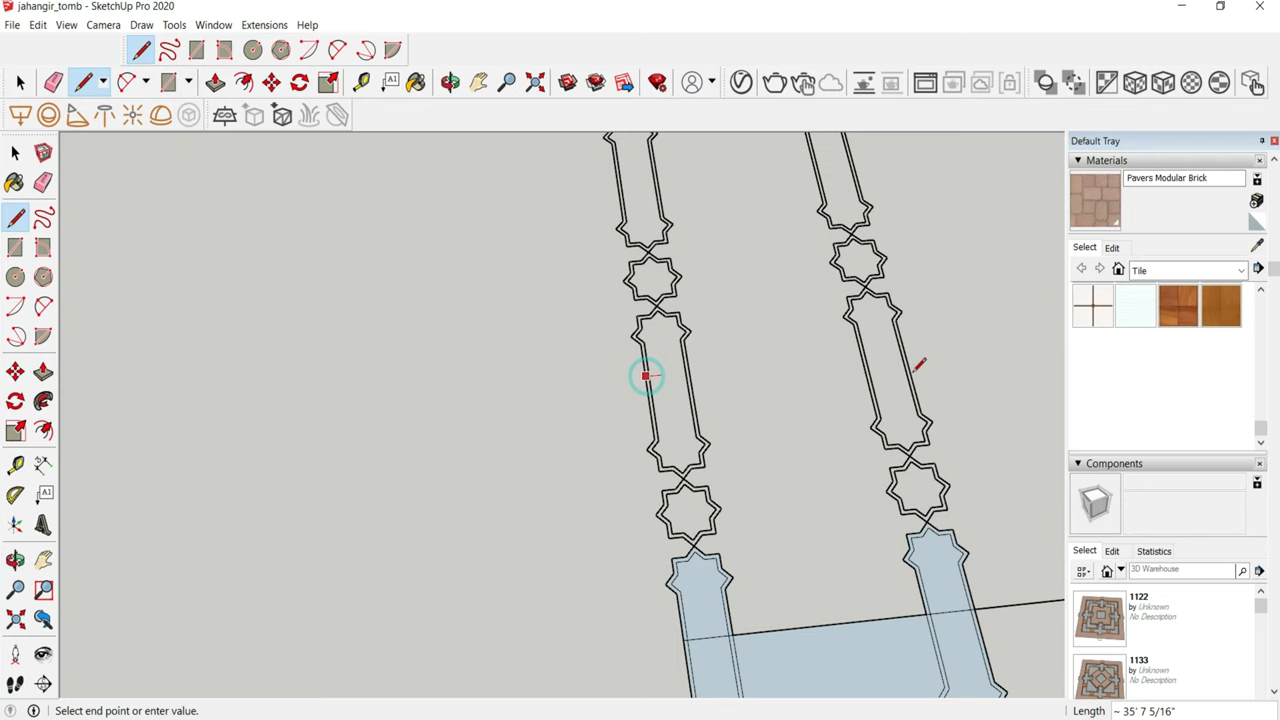 jahangir_tomb - SketchUp Pro 2020
File Edit View Camera Draw Tools Window Extensions Help
A1
Default Tray
Materials
Pavers Modular Brick
Select Edit
Tile
A1
Components
Select Edit Statistics
3D Warehouse
1122
by Unknown
No Description
1133
by Unknown
No Description
Select end point or enter value.
Length ~ 35' 7 5/16"